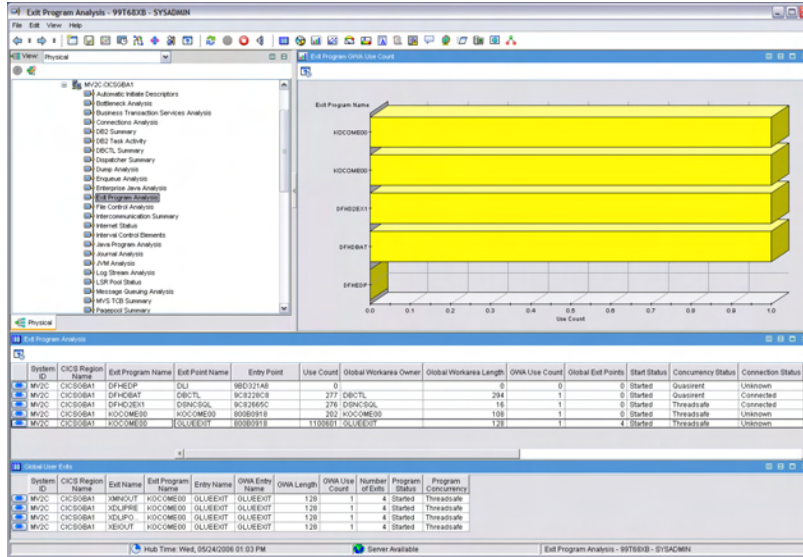 Exit Program Analysis - 99T68XB - SYSADMIN
File Edit View Help
View: Physical
MV2C:CICSGBA1
Automatic Initiate Descriptors
Bottleneck Analysis
Business Transaction Services Analysis
Connections Analysis
DB2 Summary
DB2 Task Activity
DBCTL Summary
Dispatcher Summary
Dump Analysis
Enqueue Analysis
Enterprise Java Analysis
Exit Program Analysis
File Control Analysis
Intercommunication Summary
Internet Status
Interval Control Elements
Java Program Analysis
Journal Analysis
JVM Analysis
Log Stream Analysis
LSR Pool Status
Message Queuing Analysis
MVS TCB Summary
Pagepool Summary
Physical
Exit Program GWA Use Count
Exit Program Name
KOCOME00
KOCOME00
DFHD2EX1
DFHDBAT
DFHEDP
0.0 0.1 0.2 0.3 0.4 0.5 0.6 0.7 0.8 0.9 1.0
Use Count
Exit Program Analysis
System ID CICS Region Name Exit Program Name Exit Point Name Entry Point Use Count Global Workarea Owner Global Workarea Length GWA Use Count Global Exit Points Start Status Concurrency Status Connection Status
MV2C CICSGBA1 DFHEDP DLI 9BD321A8 0 0 0 0 Started Quasirent Unknown
MV2C CICSGBA1 DFHDBAT DBCTL 9C8228C8 277 DBCTL 294 1 0 Started Quasirent Connected
MV2C CICSGBA1 DFHD2EX1 DSNCSQL 9C82665C 276 DSNCSQL 16 1 0 Started Threadsafe Connected
MV2C CICSGBA1 KOCOME00 KOCOME00 800B0918 202 KOCOME00 108 1 0 Started Threadsafe Unknown
MV2C CICSGBA1 KOCOME00 GLUEEXIT 800B0918 1100601 GLUEEXIT 128 1 4 Started Threadsafe Unknown
Global User Exits
System ID CICS Region Name Exit Name Exit Program Name Entry Name GWA Entry Name GWA Length GWA Use Count Number of Exits Program Status Program Concurrency
MV2C CICSGBA1 XMNOUT KOCOME00 GLUEEXIT GLUEEXIT 128 1 4 Started Threadsafe
MV2C CICSGBA1 XDLIPRE KOCOME00 GLUEEXIT GLUEEXIT 128 1 4 Started Threadsafe
MV2C CICSGBA1 XDLIPO... KOCOME00 GLUEEXIT GLUEEXIT 128 1 4 Started Threadsafe
MV2C CICSGBA1 XEIOUT KOCOME00 GLUEEXIT GLUEEXIT 128 1 4 Started Threadsafe
Hub Time: Wed, 05/24/2006 01:03 PM Server Available Exit Program Analysis - 99T68XB - SYSADMIN